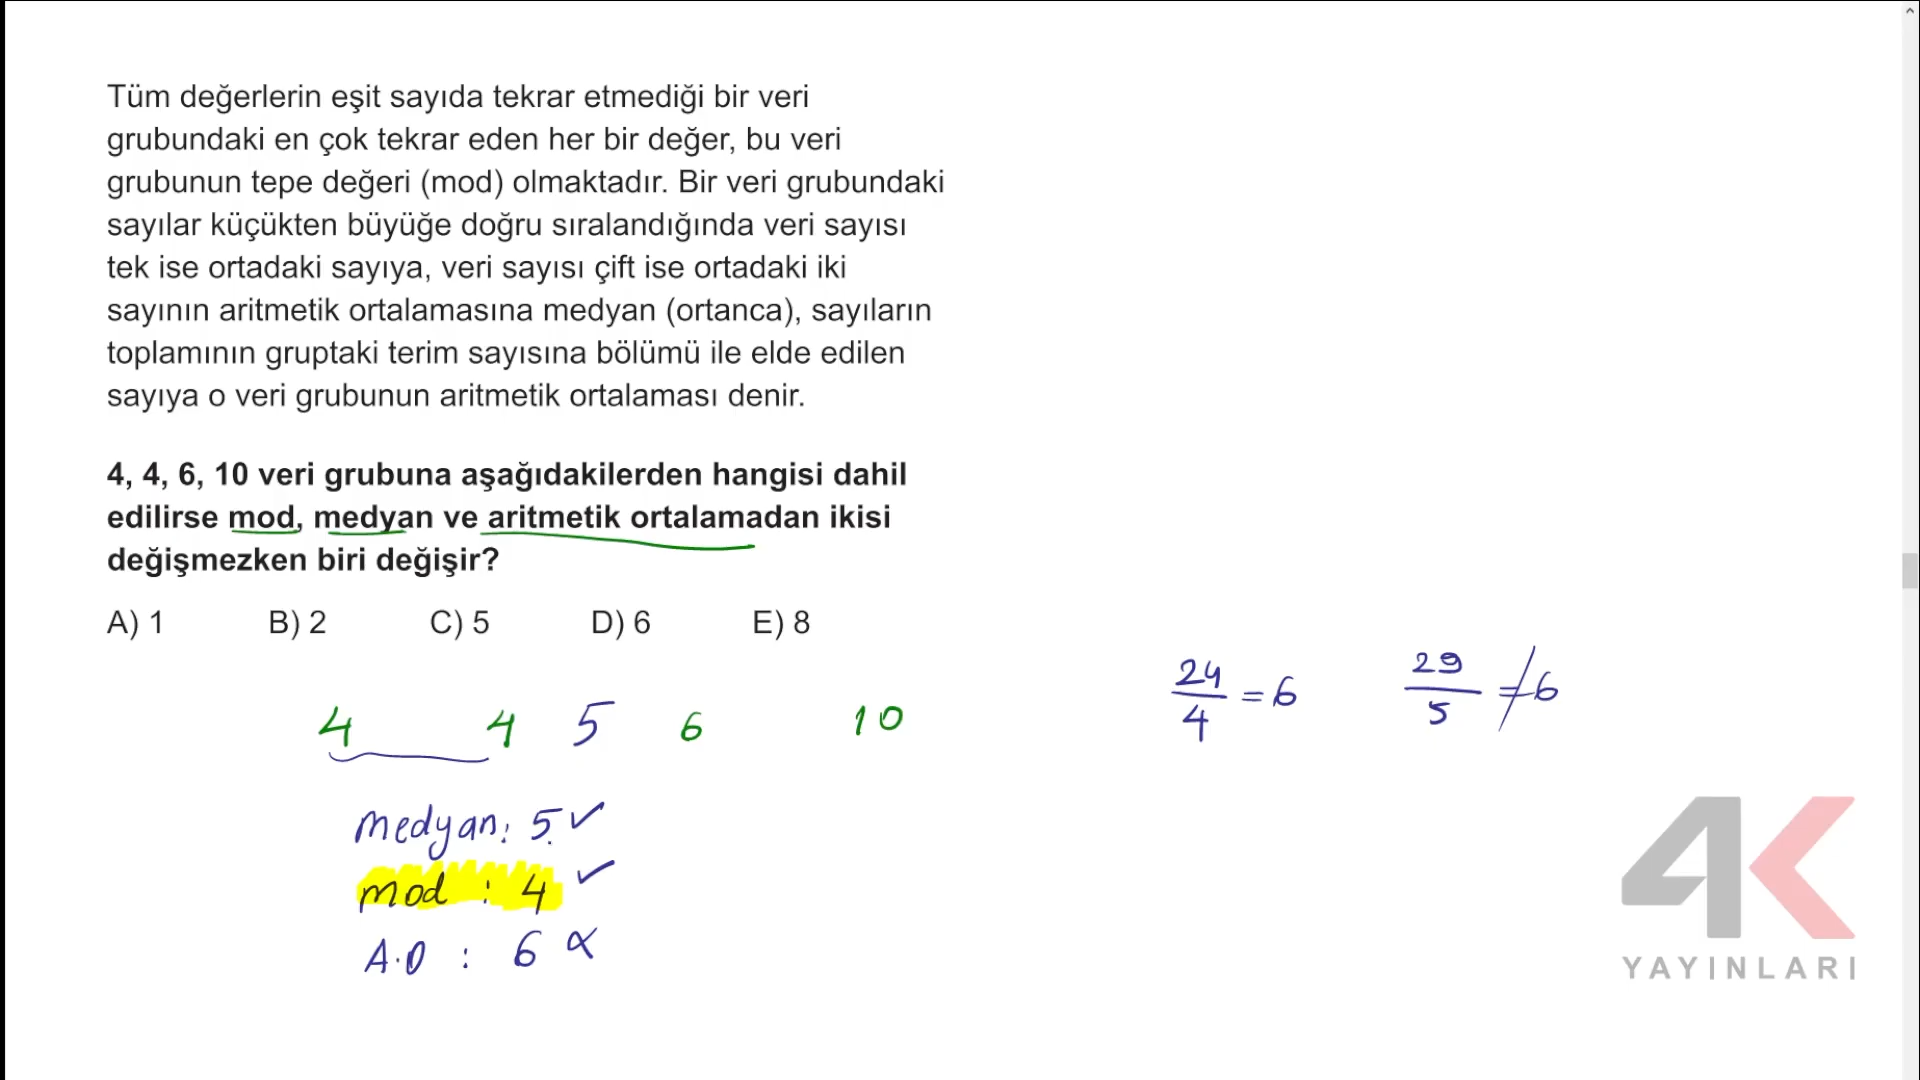 Tüm değerlerin eşit sayıda tekrar etmediği bir veri
grubundaki en çok tekrar eden her bir değer, bu veri
grubunun tepe değeri (mod) olmaktadır. Bir veri grubundaki
sayılar küçükten büyüğe doğru sıralandığında veri sayısı
tek ise ortadaki sayıya, veri sayısı çift ise ortadaki iki
sayının aritmetik ortalamasına medyan (ortanca), sayıların
toplamının gruptaki terim sayısına bölümü ile elde edilen
sayıya o veri grubunun aritmetik ortalaması denir.
4, 4, 6, 10 veri grubuna aşağıdakilerden hangisi dahil
edilirse mod, medyan ve aritmetik ortalamadan ikisi
değişmezken biri değişir?
A) 1 B) 2 C) 5 D) 6 E) 8
24/4 = 6 29/5 ≠ 6
4 4 5 6 10
medyan: 5 ✓
mod : 4 ✓
A.O : 6 x
4K
YAYINLARI